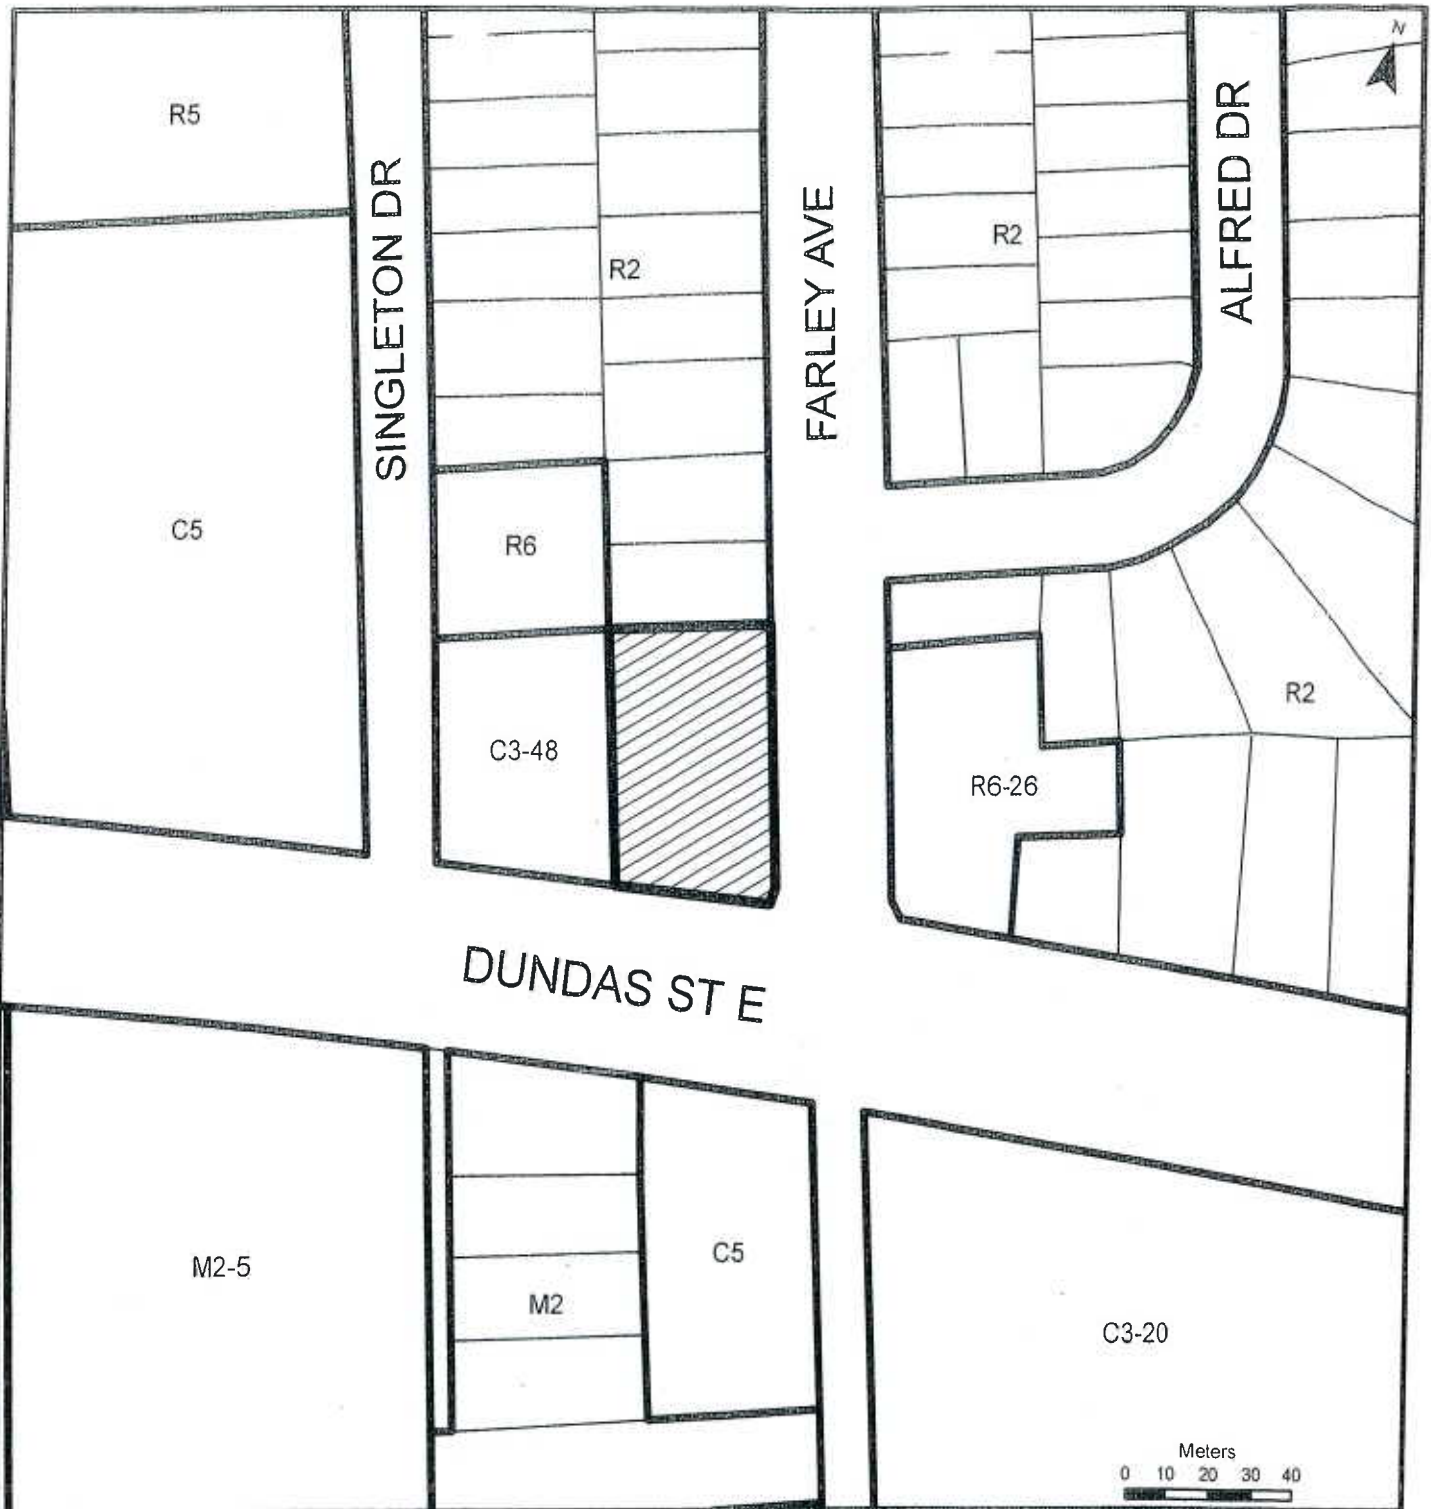 N
R5
SINGLETON DR
R2
FARLEY AVE
R2
ALFRED DR
C5
R6
C3-48
R6-26
R2
DUNDAS ST E
M2-5
M2
C5
C3-20
Meters
0 10 20 30 40